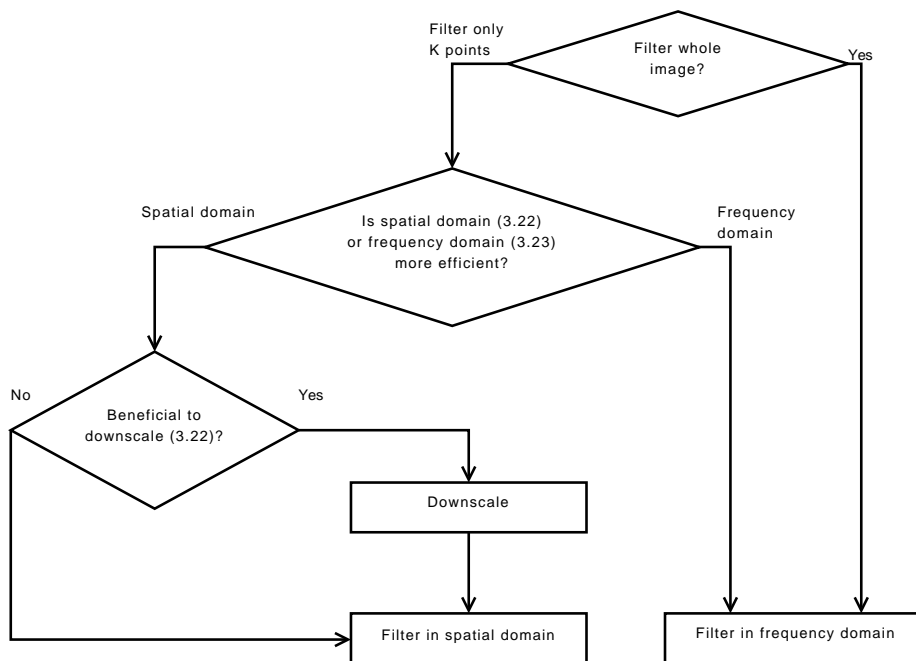 Filter only
K points
Filter whole
image?
Yes
Spatial domain
Is spatial domain (3.22)
or frequency domain (3.23)
more efficient?
Frequency
domain
No
Beneficial to
downscale (3.22)?
Yes
Downscale
Filter in spatial domain
Filter in frequency domain